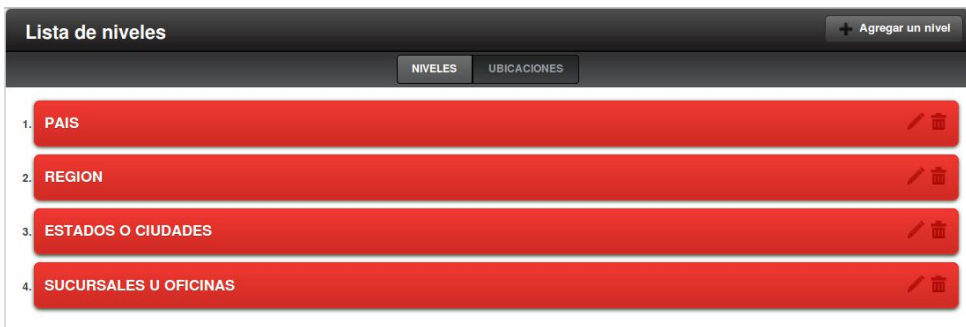 Lista de niveles
Agregar un nivel
NIVELES UBICACIONES
1. PAIS
2. REGION
3. ESTADOS O CIUDADES
4. SUCURSALES U OFICINAS